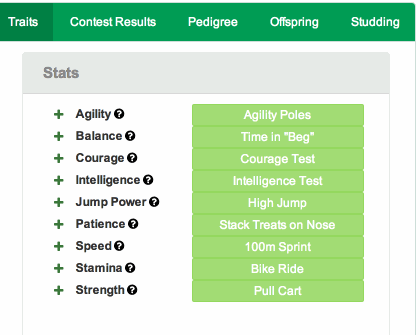 Traits Contest Results Pedigree Offspring Studding
Stats
Agility ? Agility Poles
Balance ? Time in "Beg"
Courage ? Courage Test
Intelligence ? Intelligence Test
Jump Power ? High Jump
Patience ? Stack Treats on Nose
Speed ? 100m Sprint
Stamina ? Bike Ride
Strength ? Pull Cart